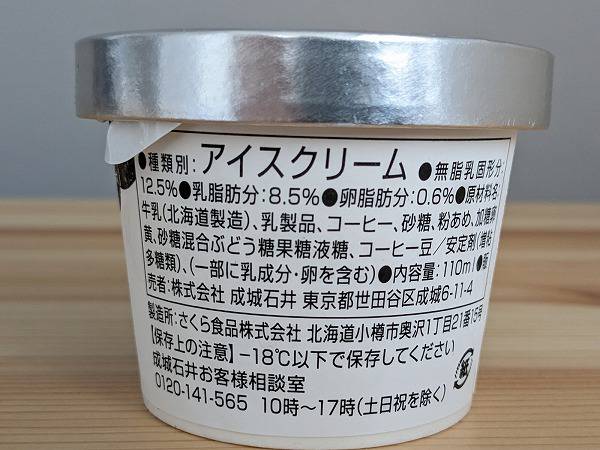 ●種類別:アイスクリーム ●無脂乳固形分:
12.5%●乳脂肪分:8.5%●卵脂肪分:0.6%●原材料名:
牛乳(北海道製造)、乳製品、コーヒー、砂糖、粉あめ、加糖卵
黄、砂糖混合ぶどう糖果糖液糖、コーヒー豆/安定剤(増粘
多糖類)、(一部に乳成分・卵を含む)●内容量:110ml●販
売者:株式会社 成城石井 東京都世田谷区成城6-11-4
製造所:さくら食品株式会社 北海道小樽市奥沢1丁目21番15号
【保存上の注意】-18℃以下で保存してください
成城石井お客様相談室
0120-141-565 10時〜17時(土日祝を除く)
紙